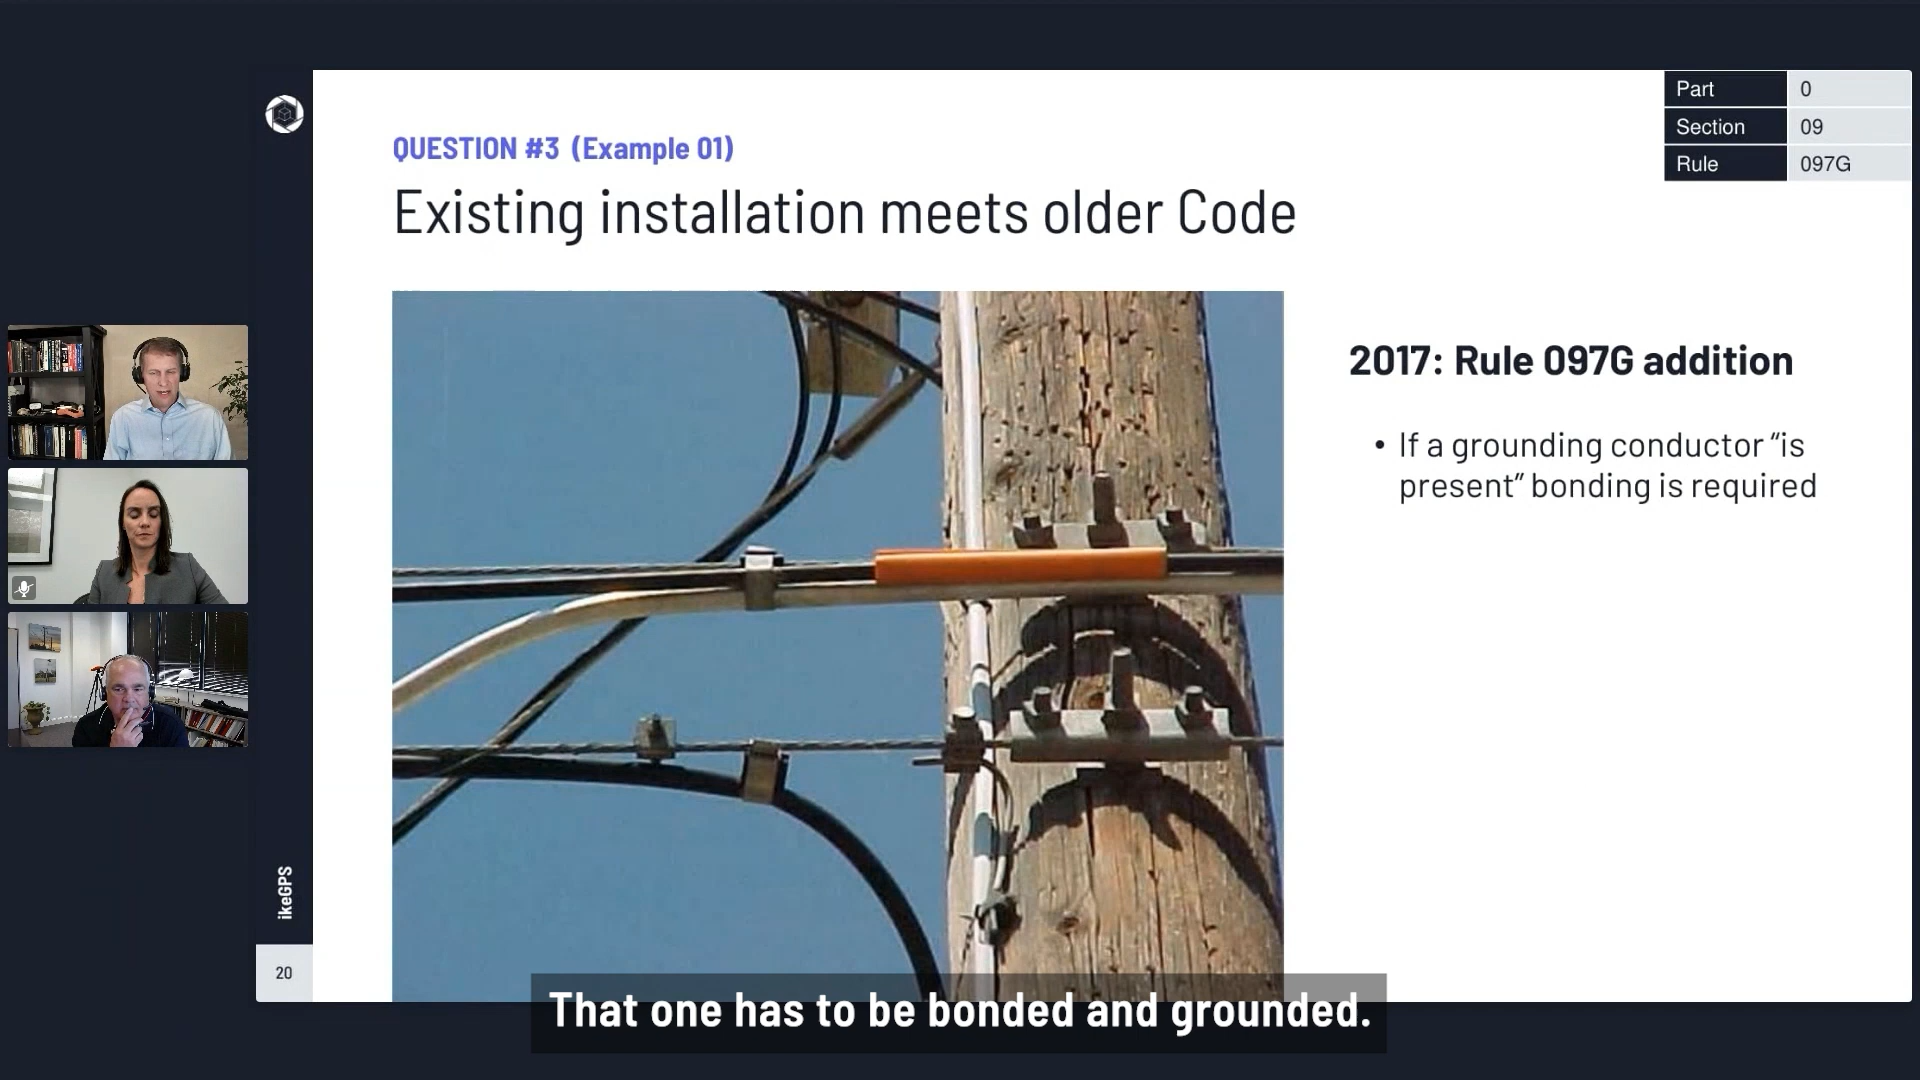 Part 0
Section 09
Rule 097G
QUESTION #3 (Example 01)
Existing installation meets older Code
2017: Rule 097G addition
• If a grounding conductor “is
present” bonding is required
ikeGPS
20
That one has to be bonded and grounded.